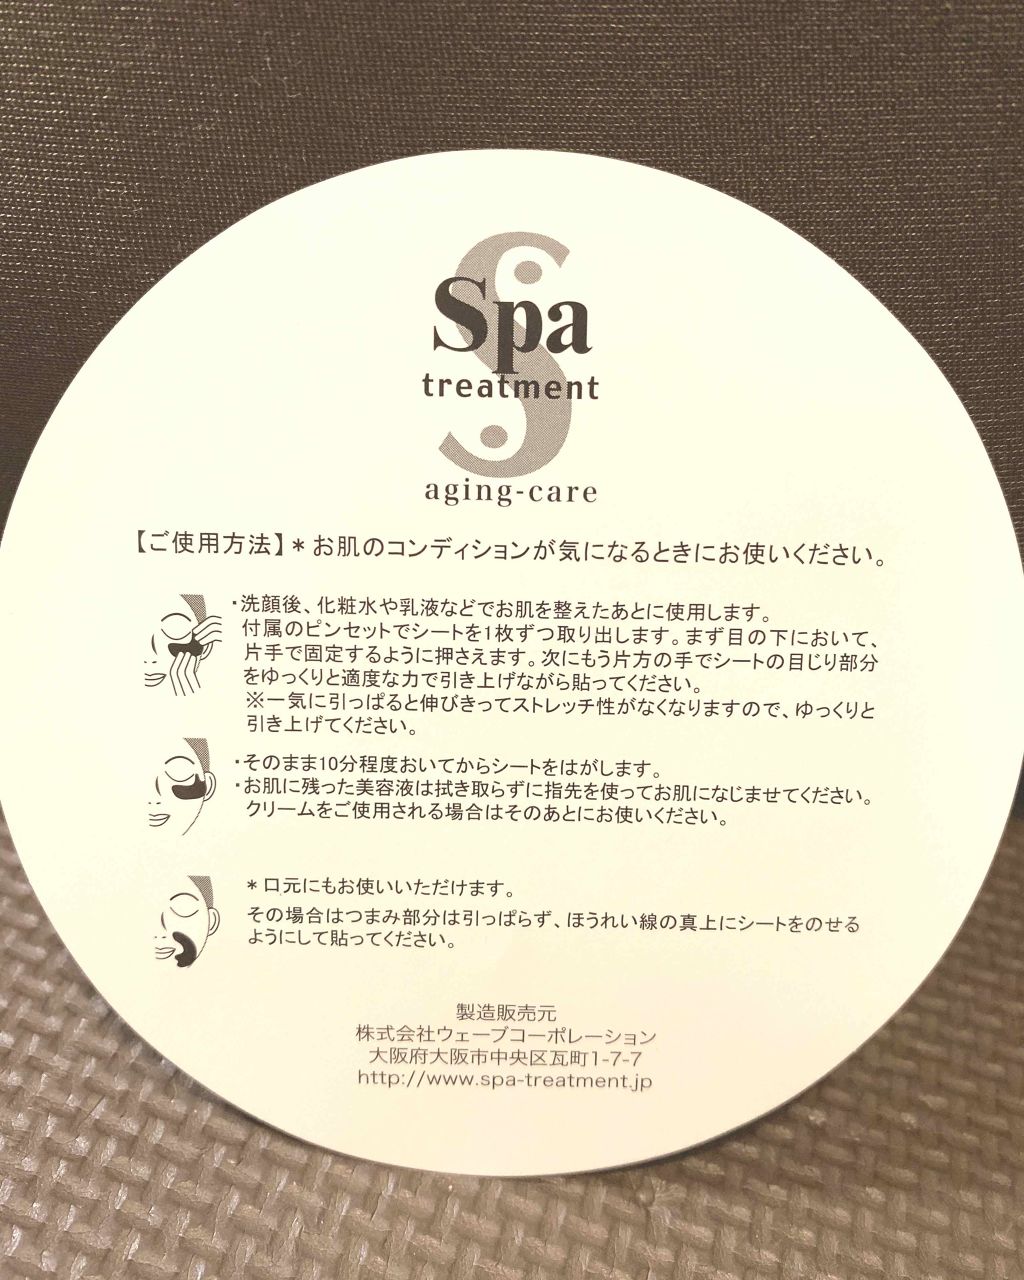 Spa
treatment
aging-care
【ご使用方法】＊お肌のコンディションが気になるときにお使いください。
・洗顔後、化粧水や乳液などでお肌を整えたあとに使用します。
付属のピンセットでシートを1枚ずつ取り出します。まず目の下において、
片手で固定するように押さえます。次にもう片方の手でシートの目じり部分
をゆっくりと適度な力で引き上げながら貼ってください。
※一気に引っぱると伸びきってストレッチ性がなくなりますので、ゆっくりと
引き上げてください。
・そのまま10分程度おいてからシートをはがします。
・お肌に残った美容液は拭き取らずに指先を使ってお肌になじませてください。
クリームをご使用される場合はそのあとにお使いください。
＊口元にもお使いいただけます。
その場合はつまみ部分は引っぱらず、ほうれい線の真上にシートをのせる
ようにして貼ってください。
製造販売元
株式会社ウェーブコーポレーション
大阪府大阪市中央区瓦町1-7-7
http://www.spa-treatment.jp